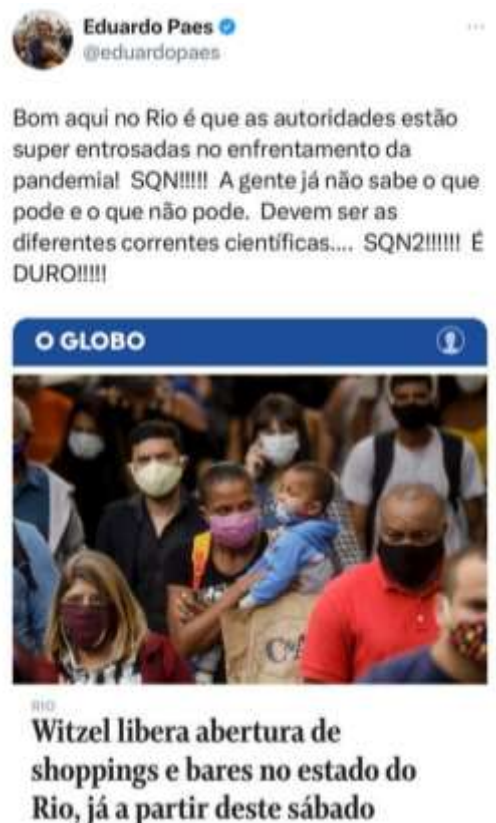 Eduardo Paes
@eduardopaes
Bom aqui no Rio é que as autoridades estão
super entrosadas no enfrentamento da
pandemia! SQN!!!!! A gente já não sabe o que
pode e o que não pode. Devem ser as
diferentes correntes científicas.... SQN2!!!!!! É
DURO!!!!!
O GLOBO
C&A
RIO
Witzel libera abertura de
shoppings e bares no estado do
Rio, já a partir deste sábado